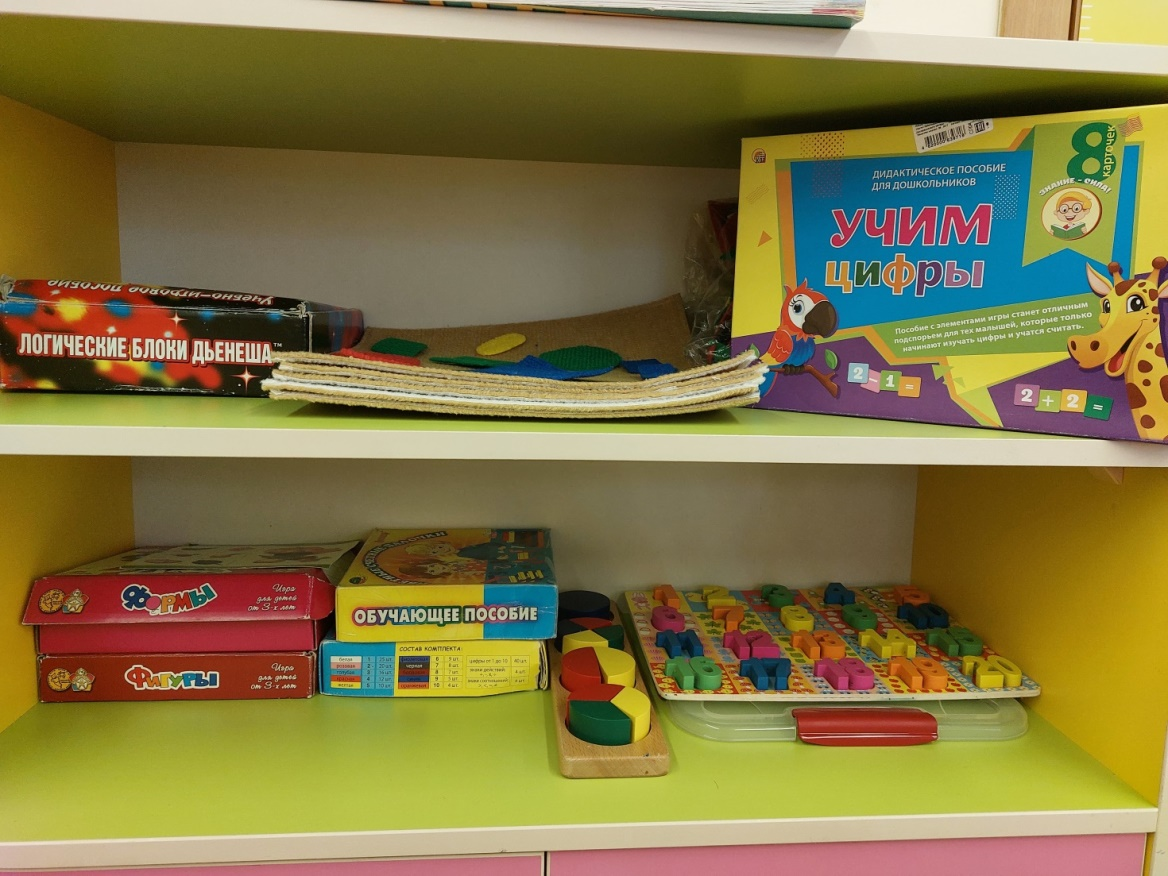 Учебно-игровое пособие
ЛОГИЧЕСКИЕ БЛОКИ ДЬЕНЕША™
ДИДАКТИЧЕСКОЕ ПОСОБИЕ
ДЛЯ ДОШКОЛЬНИКОВ
8
карточек
ЗНАНИЕ - СИЛА!
УЧИМ
цифры
Пособие с элементами игры станет отличным
подспорьем для тех малышей, которые только
начинают изучать цифры и учатся считать.
2 - 1 =
2 + 2 =
Формы
Игра
для детей
от 3-х лет
Фигуры
Игра
для детей
от 3-х лет
ОБУЧАЮЩЕЕ ПОСОБИЕ
СОСТАВ КОМПЛЕКТА: